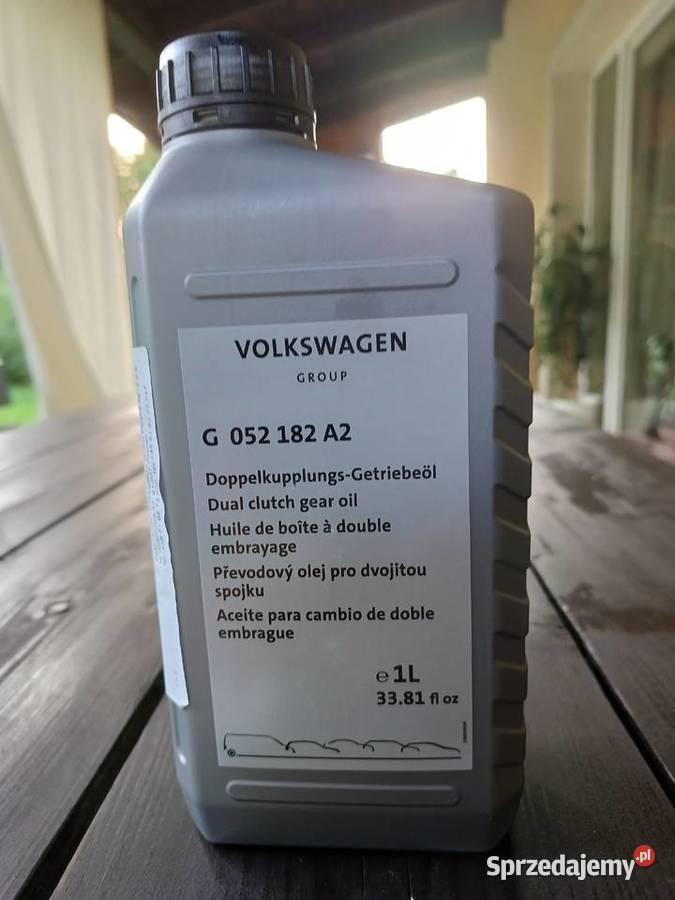 VOLKSWAGEN
GROUP
G 052 182 A2
Doppelkupplungs-Getriebeöl
Dual clutch gear oil
Huile de boîte à double
embrayage
Převodový olej pro dvojitou
spojku
Aceite para cambio de doble
embrague
℮ 1L
33.81 fl oz
Sprzedajemy.pl